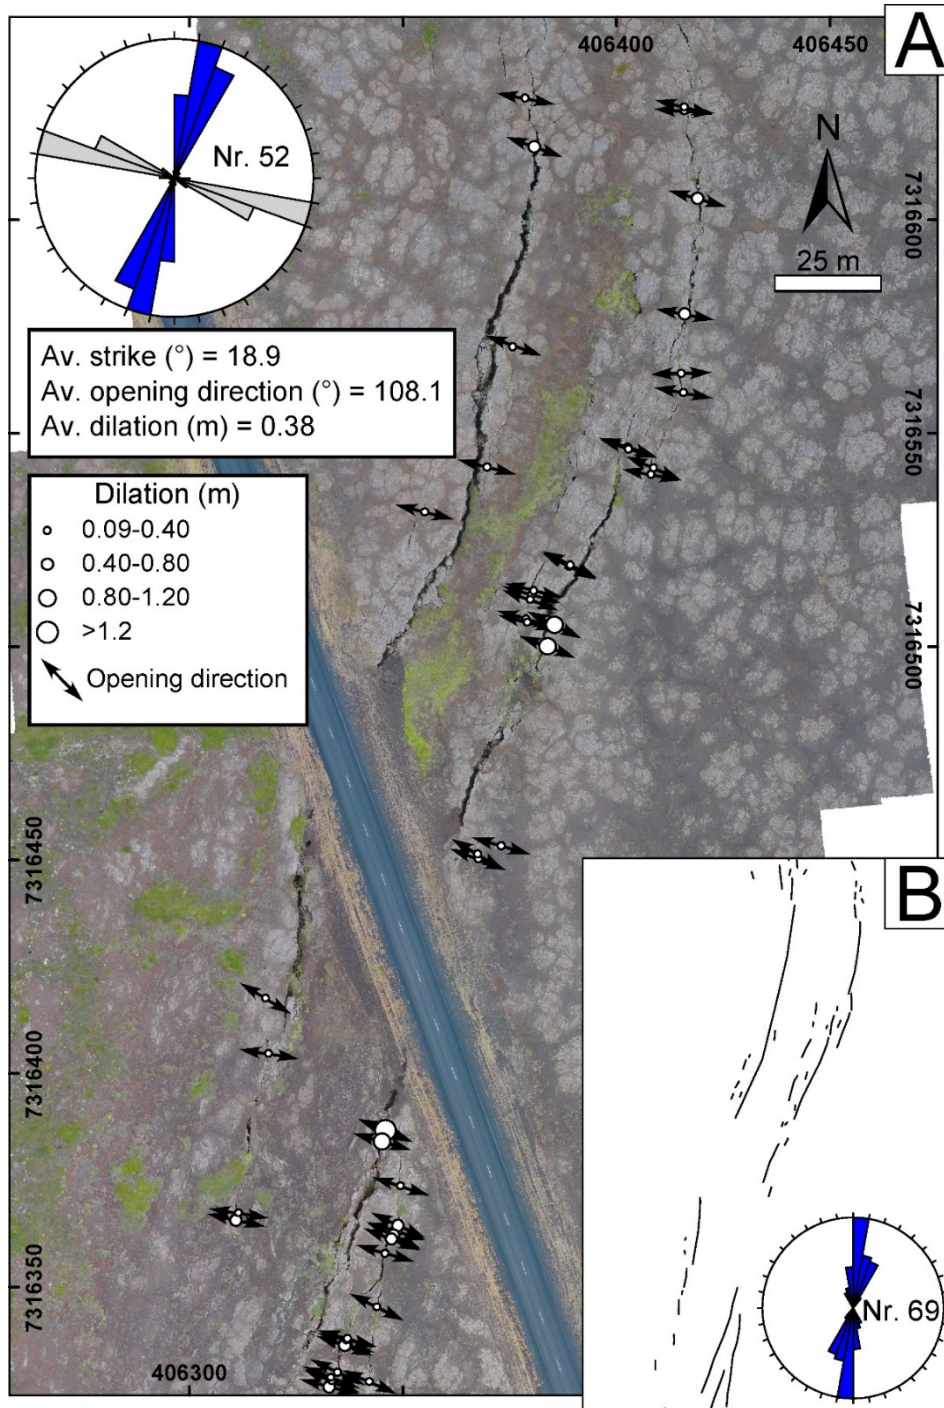 406400
406450
A
N
Nr. 52
25 m
7316600
Av. strike (°) = 18.9
Av. opening direction (°) = 108.1
Av. dilation (m) = 0.38
7316550
Dilation (m)
0.09-0.40
0.40-0.80
0.80-1.20
>1.2
Opening direction
7316500
7316450
B
7316400
7316350
Nr. 69
406300